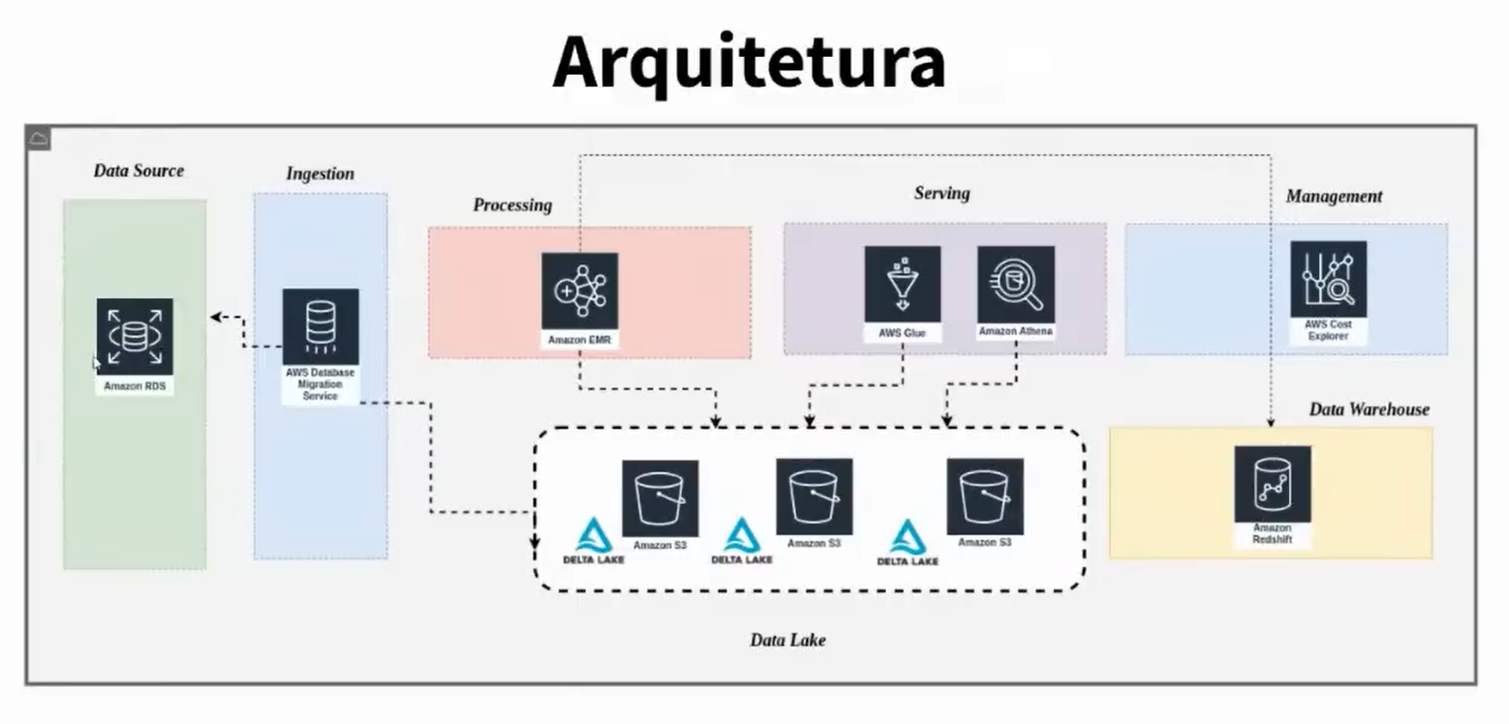 Arquitetura
Data Source
Ingestion
Processing
Serving
Management
Amazon RDS
AWS Database
Migration
Service
Amazon EMR
AWS Glue
Amazon Athena
AWS Cost
Explorer
Data Warehouse
DELTA LAKE
Amazon S3
DELTA LAKE
Amazon S3
DELTA LAKE
Amazon S3
Amazon
Redshift
Data Lake